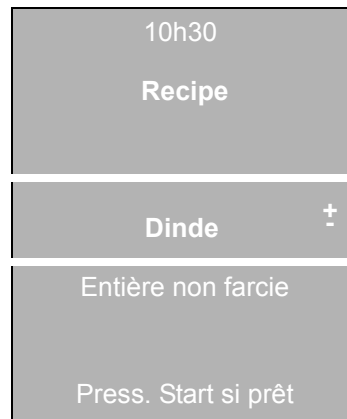 10h30
Recipe
Dinde +
-
Entière non farcie
Press. Start si prêt